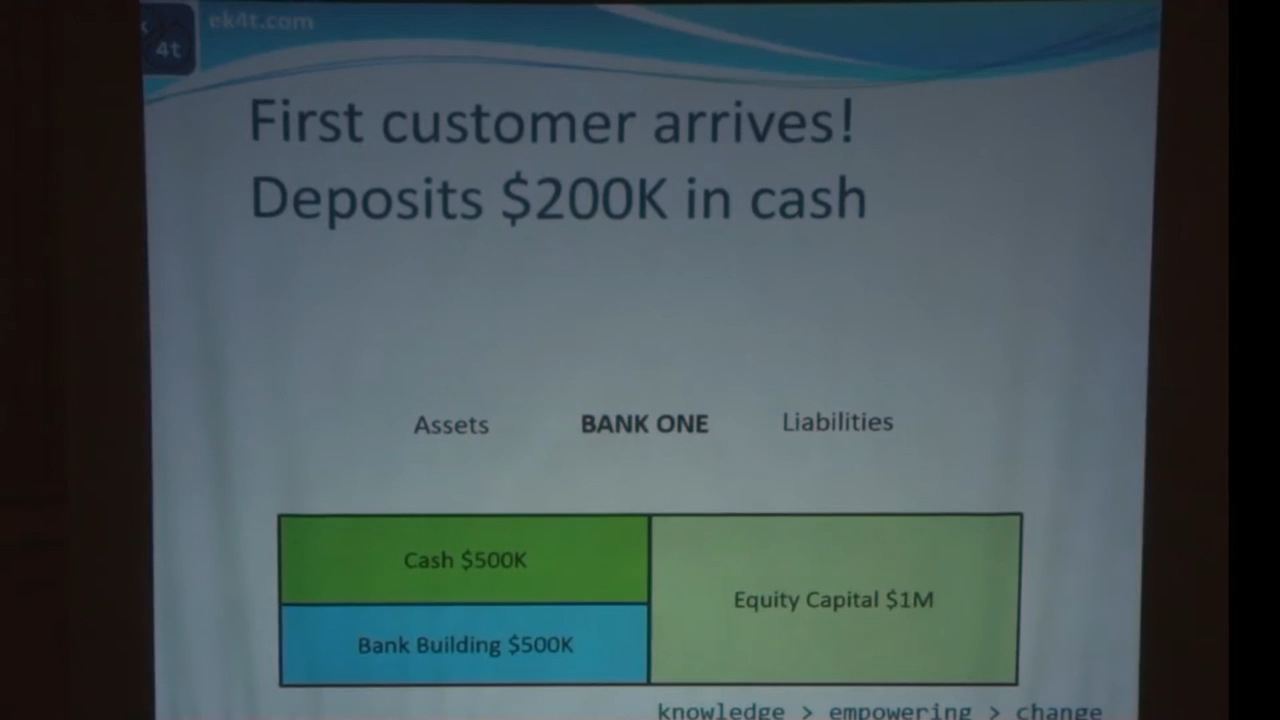 4t
ek4t.com
First customer arrives!
Deposits $200K in cash
Assets BANK ONE Liabilities
Cash $500K
Equity Capital $1M
Bank Building $500K
knowledge > empowering > change